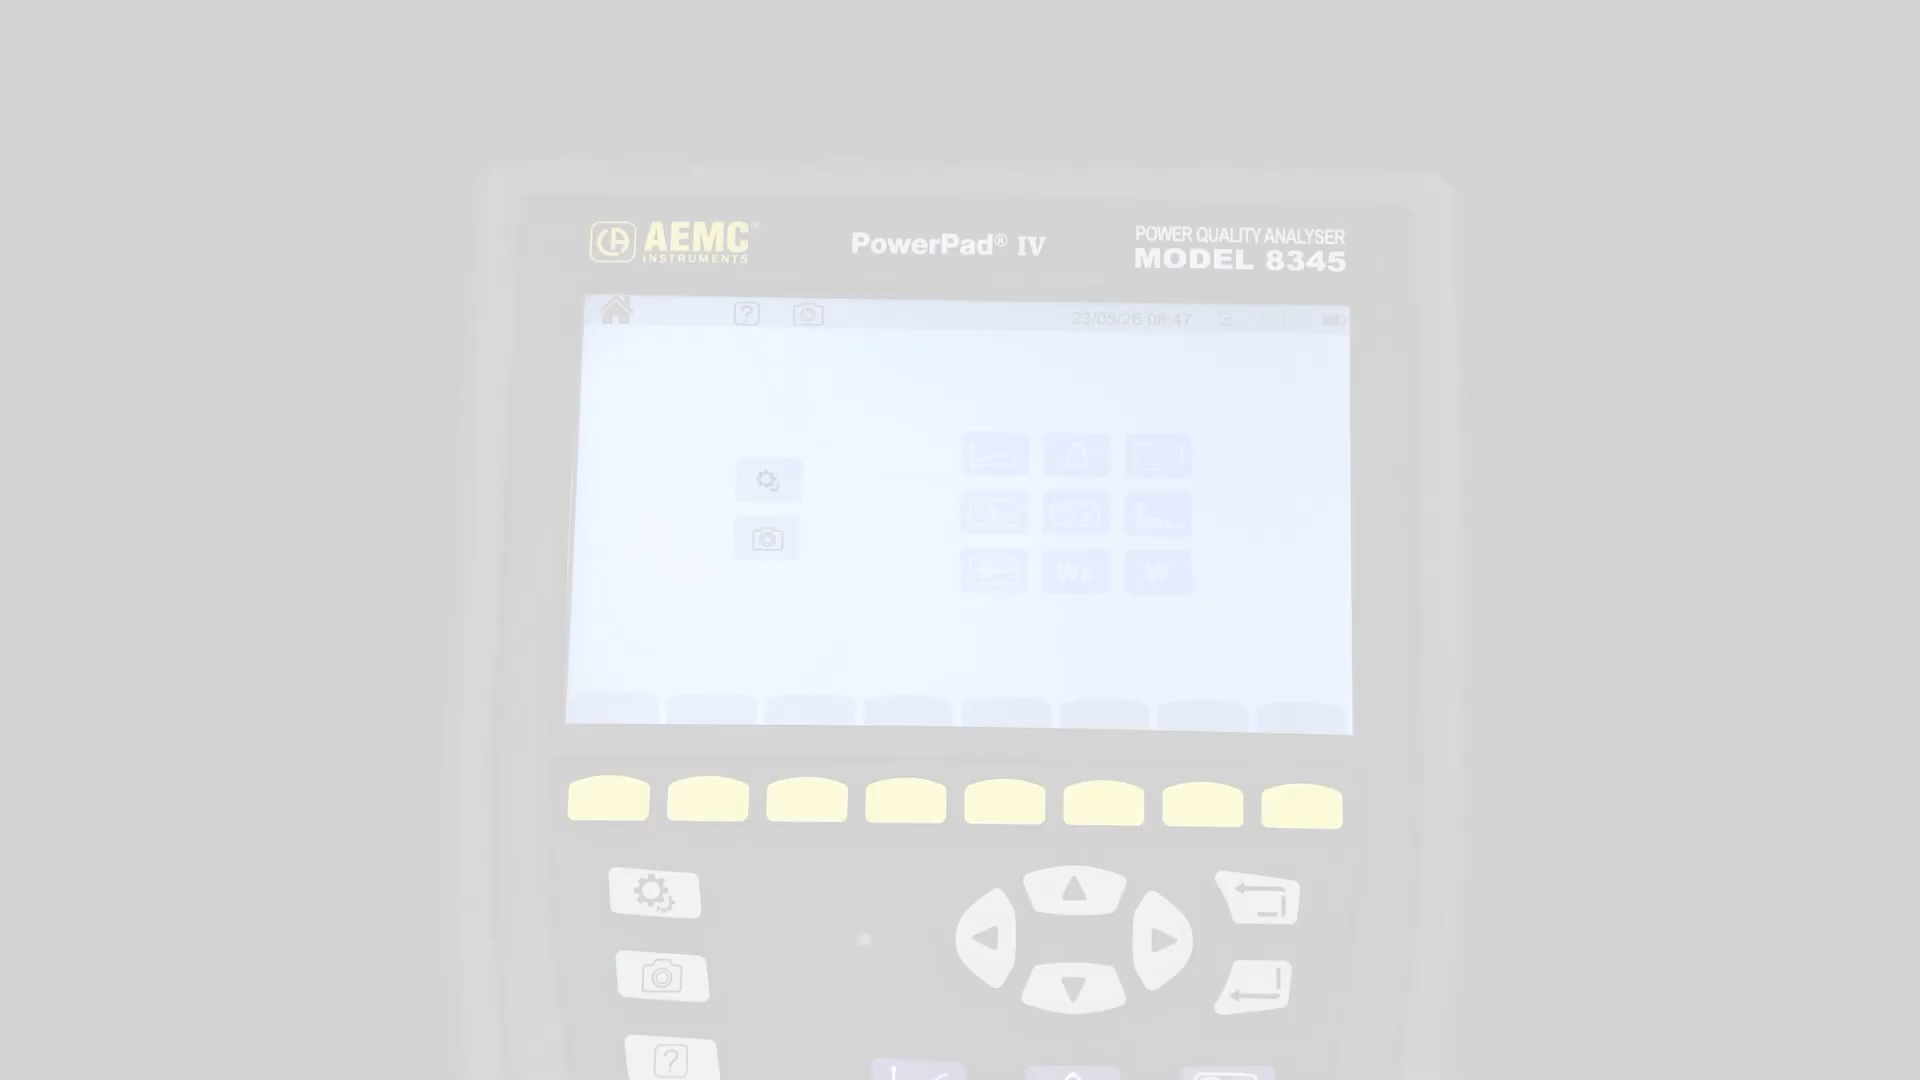 AEMC®
INSTRUMENTS
PowerPad® IV
POWER QUALITY ANALYSER
MODEL 8345
?
23/05/26 08:47
Wh
W
?